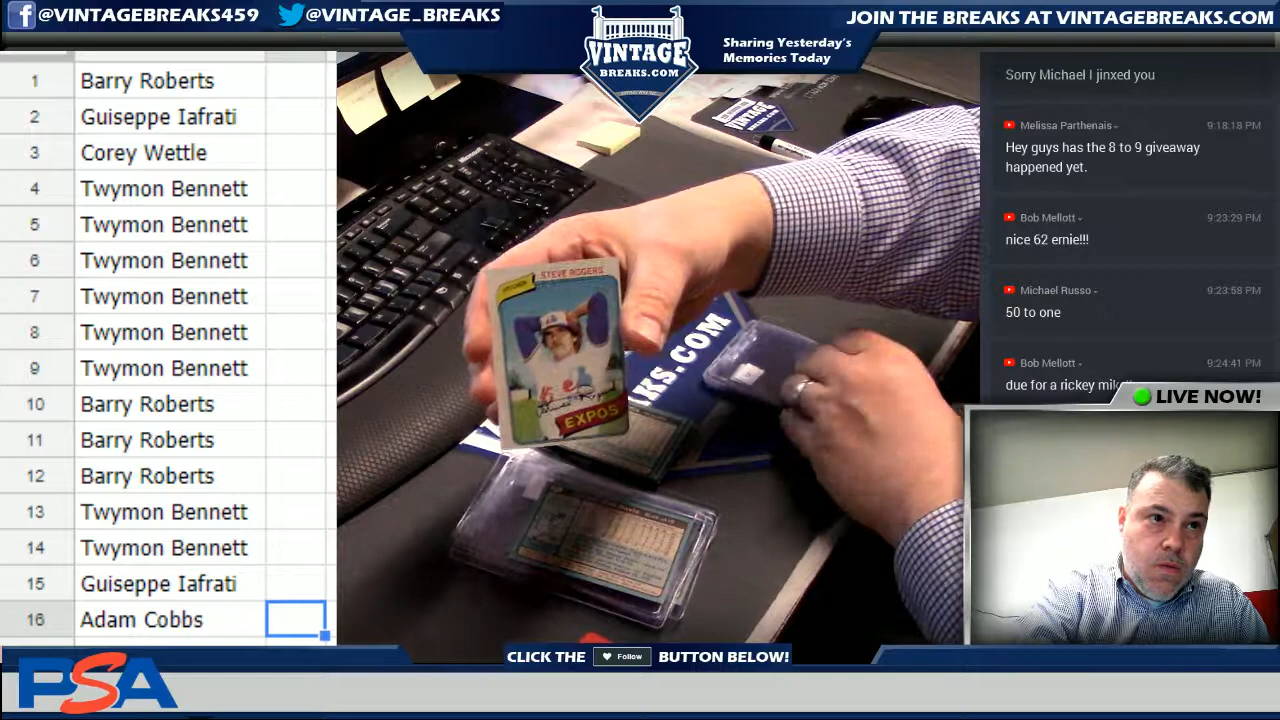 @VINTAGEBREAKS459
@VINTAGE_BREAKS
VINTAGE
BREAKS.COM
Sharing Yesterday's
Memories Today
JOIN THE BREAKS AT VINTAGEBREAKS.COM
1 Barry Roberts
2 Guiseppe Iafrati
3 Corey Wettle
4 Twymon Bennett
5 Twymon Bennett
6 Twymon Bennett
7 Twymon Bennett
8 Twymon Bennett
9 Twymon Bennett
10 Barry Roberts
11 Barry Roberts
12 Barry Roberts
13 Twymon Bennett
14 Twymon Bennett
15 Guiseppe Iafrati
16 Adam Cobbs
VINTAGE
BREAKS.COM
STEVE ROGERS
EXPOS
KS.COM
Sorry Michael I jinxed you
Melissa Parthenais 9:18:18 PM
Hey guys has the 8 to 9 giveaway
happened yet.
Bob Mellott 9:23:29 PM
nice 62 ernie!!!
Michael Russo 9:23:58 PM
50 to one
Bob Mellott 9:24:41 PM
due for a rickey mik
LIVE NOW!
CLICK THE Follow BUTTON BELOW!
PSA